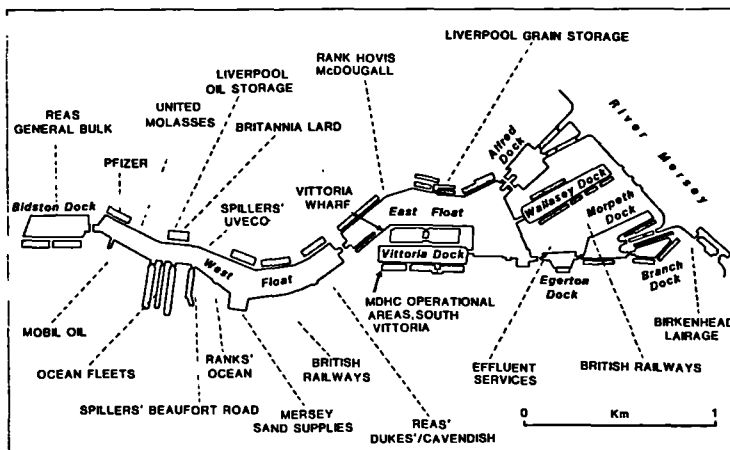 LIVERPOOL GRAIN STORAGE
RANK HOVIS
McDOUGALL
LIVERPOOL
OIL STORAGE
UNITED
MOLASSES
BRITANNIA LARD
REAS
GENERAL BULK
PFIZER
SPILLERS'
UVECO
VITTORIA
WHARF
Bidston Dock
Alfred
Dock
River Mersey
Wallasey Dock
Morpeth
Dock
East Float
Vittoria Dock
West
Float
Egerton
Dock
Branch
Dock
MDHC OPERATIONAL
AREAS, SOUTH
VITTORIA
MOBIL OIL
OCEAN FLEETS
RANKS'
OCEAN
SPILLERS' BEAUFORT ROAD
MERSEY
SAND SUPPLIES
BRITISH
RAILWAYS
REAS'
DUKES'/CAVENDISH
EFFLUENT
SERVICES
BRITISH RAILWAYS
BIRKENHEAD
LAIRAGE
0 Km 1